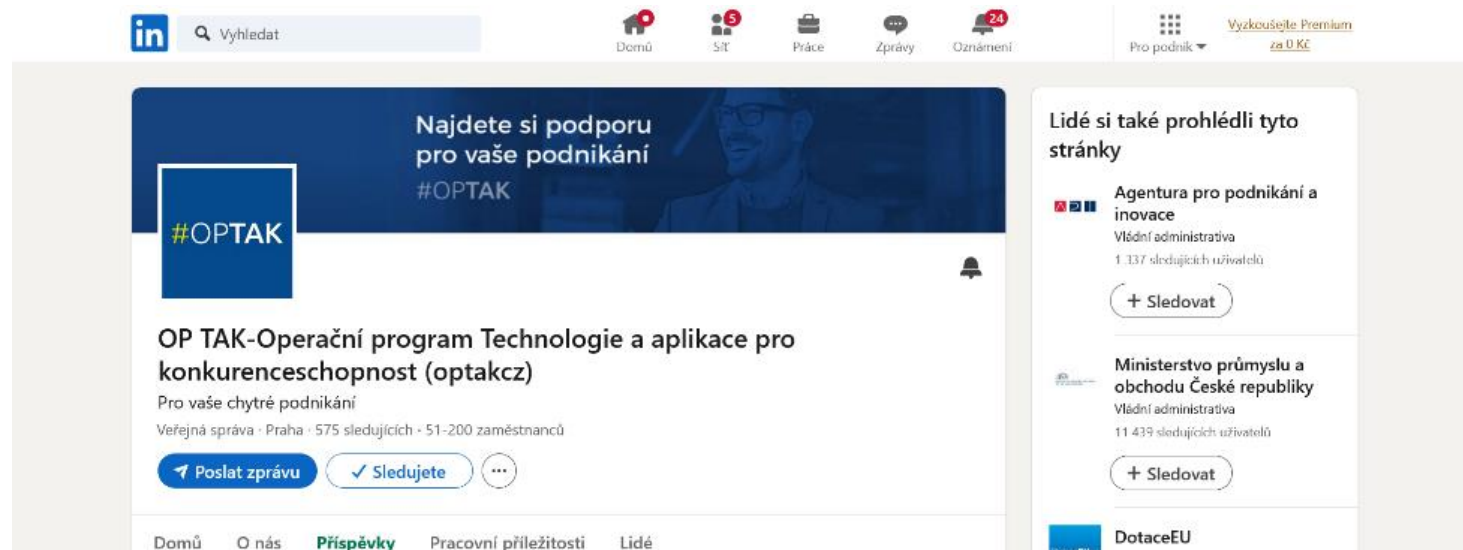 in
Vyhledat
Domů
5
Síť
Práce
Zprávy
24
Oznámení
Pro podnik
Vyzkoušejte Premium
za 0 Kč
Najdete si podporu
pro vaše podnikání
#OPTAK
#OPTAK
OP TAK-Operační program Technologie a aplikace pro
konkurenceschopnost (optakcz)
Pro vaše chytré podnikání
Veřejná správa · Praha · 575 sledujících · 51-200 zaměstnanců
Poslat zprávu
Sledujete
Domů O nás Příspěvky Pracovní příležitosti Lidé
Lidé si také prohlédli tyto
stránky
Agentura pro podnikání a
inovace
Vládní administrativa
1 337 sledujících uživatelů
+ Sledovat
Ministerstvo průmyslu a
obchodu České republiky
Vládní administrativa
11 439 sledujících uživatelů
+ Sledovat
DotaceEU